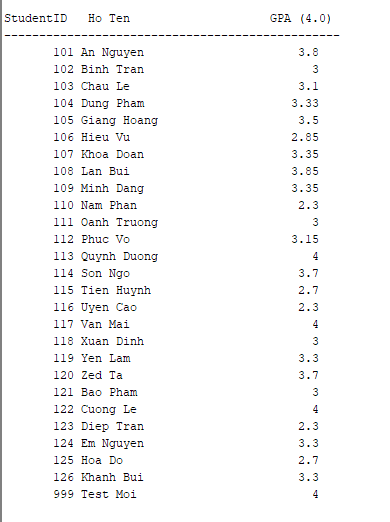 StudentID Ho Ten GPA (4.0)
------------------------------------------------
101 An Nguyen 3.8
102 Binh Tran 3
103 Chau Le 3.1
104 Dung Pham 3.33
105 Giang Hoang 3.5
106 Hieu Vu 2.85
107 Khoa Doan 3.35
108 Lan Bui 3.85
109 Minh Dang 3.35
110 Nam Phan 2.3
111 Oanh Truong 3
112 Phuc Vo 3.15
113 Quynh Duong 4
114 Son Ngo 3.7
115 Tien Huynh 2.7
116 Uyen Cao 2.3
117 Van Mai 4
118 Xuan Dinh 3
119 Yen Lam 3.3
120 Zed Ta 3.7
121 Bao Pham 3
122 Cuong Le 4
123 Diep Tran 2.3
124 Em Nguyen 3.3
125 Hoa Do 2.7
126 Khanh Bui 3.3
999 Test Moi 4